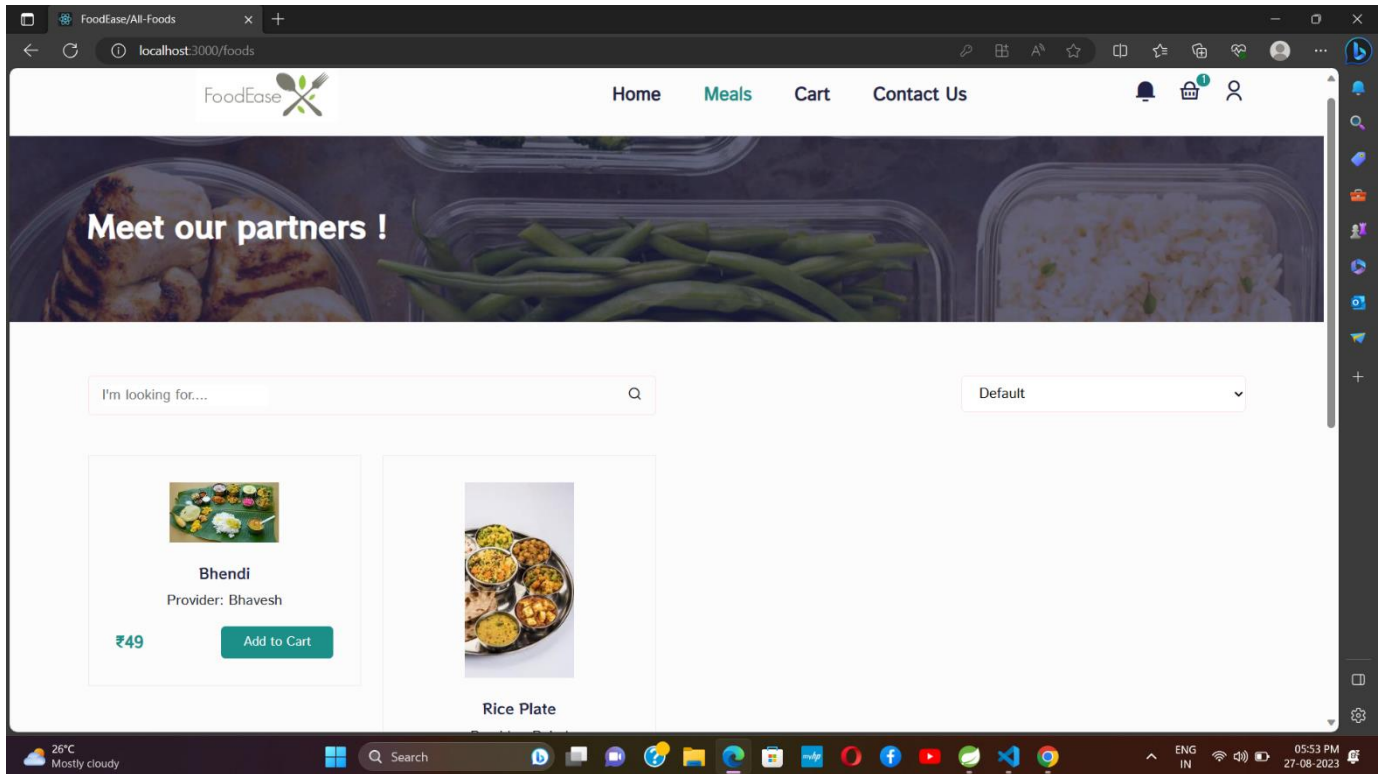 FoodEase/All-Foods
localhost:3000/foods
FoodEase
Home Meals Cart Contact Us
1
Meet our partners !
I'm looking for....
Default
Bhendi
Provider: Bhavesh
₹49 Add to Cart
Rice Plate
26°C
Mostly cloudy
Search
ENG
IN
05:53 PM
27-08-2023